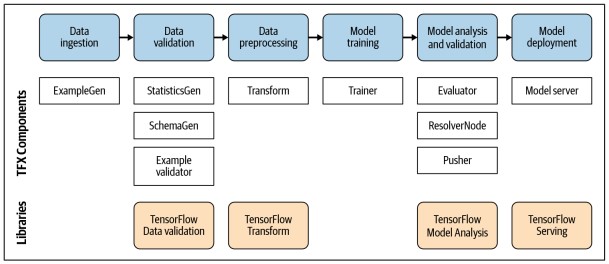 Data
ingestion
Data
validation
Data
preprocessing
Model
training
Model analysis
and validation
Model
deployment
TFX Components
ExampleGen
StatisticsGen
Transform
Trainer
Evaluator
Model server
SchemaGen
ResolverNode
Example
validator
Pusher
Libraries
TensorFlow
Data validation
TensorFlow
Transform
TensorFlow
Model Analysis
TensorFlow
Serving